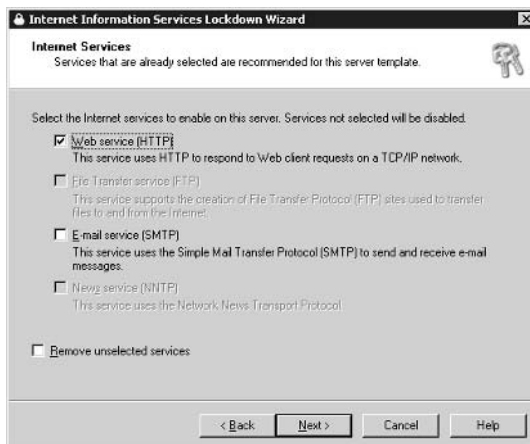 Internet Information Services Lockdown Wizard
Internet Services
Services that are already selected are recommended for this server template.
Select the Internet services to enable on this server. Services not selected will be disabled.
Web service (HTTP)
This service uses HTTP to respond to Web client requests on a TCP/IP network.
File Transfer service (FTP)
This service supports the creation of File Transfer Protocol (FTP) sites used to transfer
files to and from the Internet.
E-mail service (SMTP)
This service uses the Simple Mail Transfer Protocol (SMTP) to send and receive e-mail
messages.
News service (NNTP)
This service uses the Network News Transport Protocol.
Remove unselected services
< Back
Next >
Cancel
Help